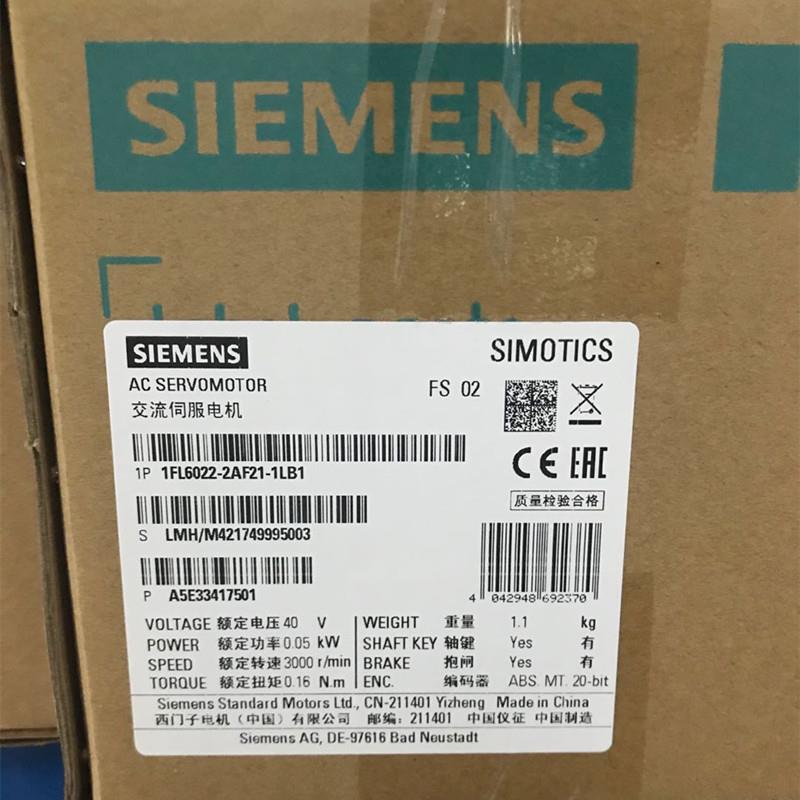 SIEMENS
SIEMENS
SIMOTICS
AC SERVOMOTOR
FS 02
交流伺服电机
1P 1FL6022-2AF21-1LB1
CE EAC
质量检验合格
S LMH/M421749995003
P A5E33417501
4 042948 692370
VOLTAGE 额定电压 40 V
POWER 额定功率 0.05 kW
SPEED 额定转速 3000 r/min
TORQUE 额定扭矩 0.16 N.m
WEIGHT 重量 1.1 kg
SHAFT KEY 轴键 Yes 有
BRAKE 抱闸 Yes 有
ENC. 编码器 ABS. MT. 20-bit
Siemens Standard Motors Ltd., CN-211401 Yizheng Made in China
西门子电机（中国）有限公司 邮编：211401 中国仪征 中国制造
Siemens AG, DE-97616 Bad Neustadt